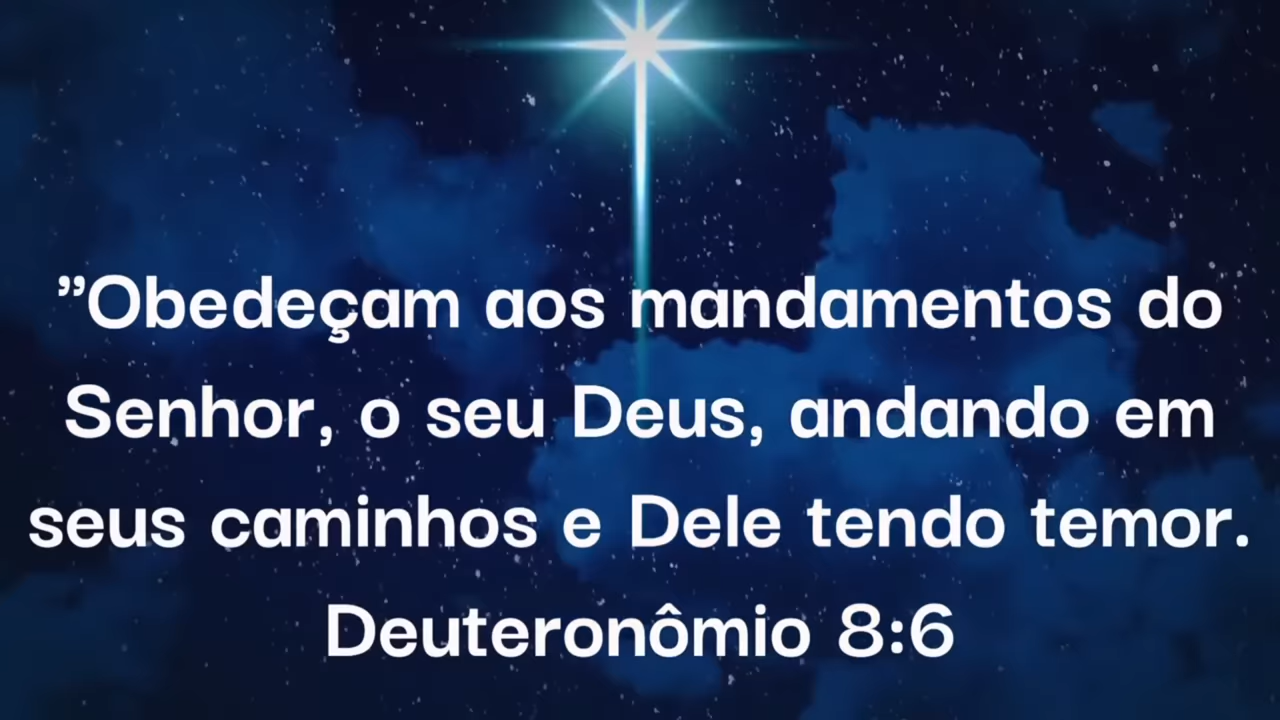 ”Obedeçam aos mandamentos do
Senhor, o seu Deus, andando em
seus caminhos e Dele tendo temor.
Deuteronômio 8:6